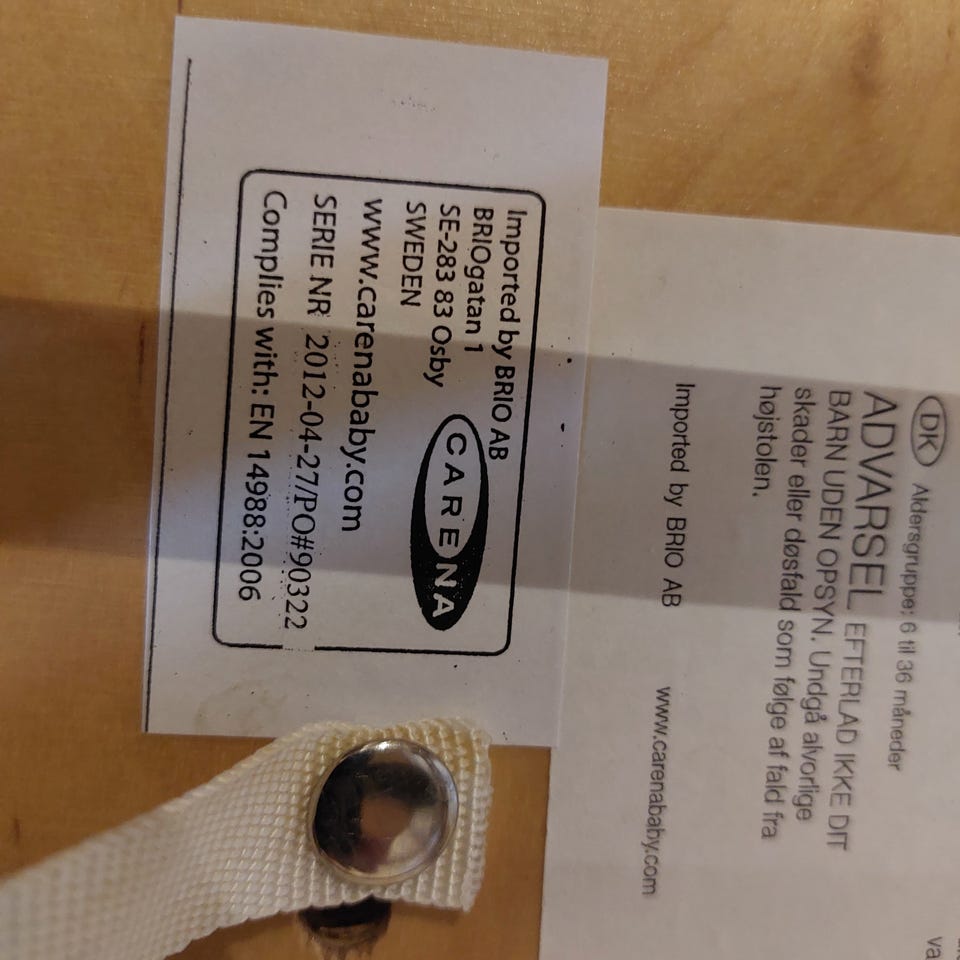 Imported by BRIO AB
BRIOgatan 1
SE-283 83 Osby
SWEDEN
CARENA
www.carenababy.com
SERIE NR 2012-04-27/PO#90322
Complies with: EN 14988:2006
DK Aldersgruppe: 6 til 36 måneder
ADVARSEL. EFTERLAD IKKE DIT
BARN UDEN OPSYN. Undgå alvorlige
skader eller døsfald som følge af fald fra
højstolen.
Imported by BRIO AB www.carenababy.com